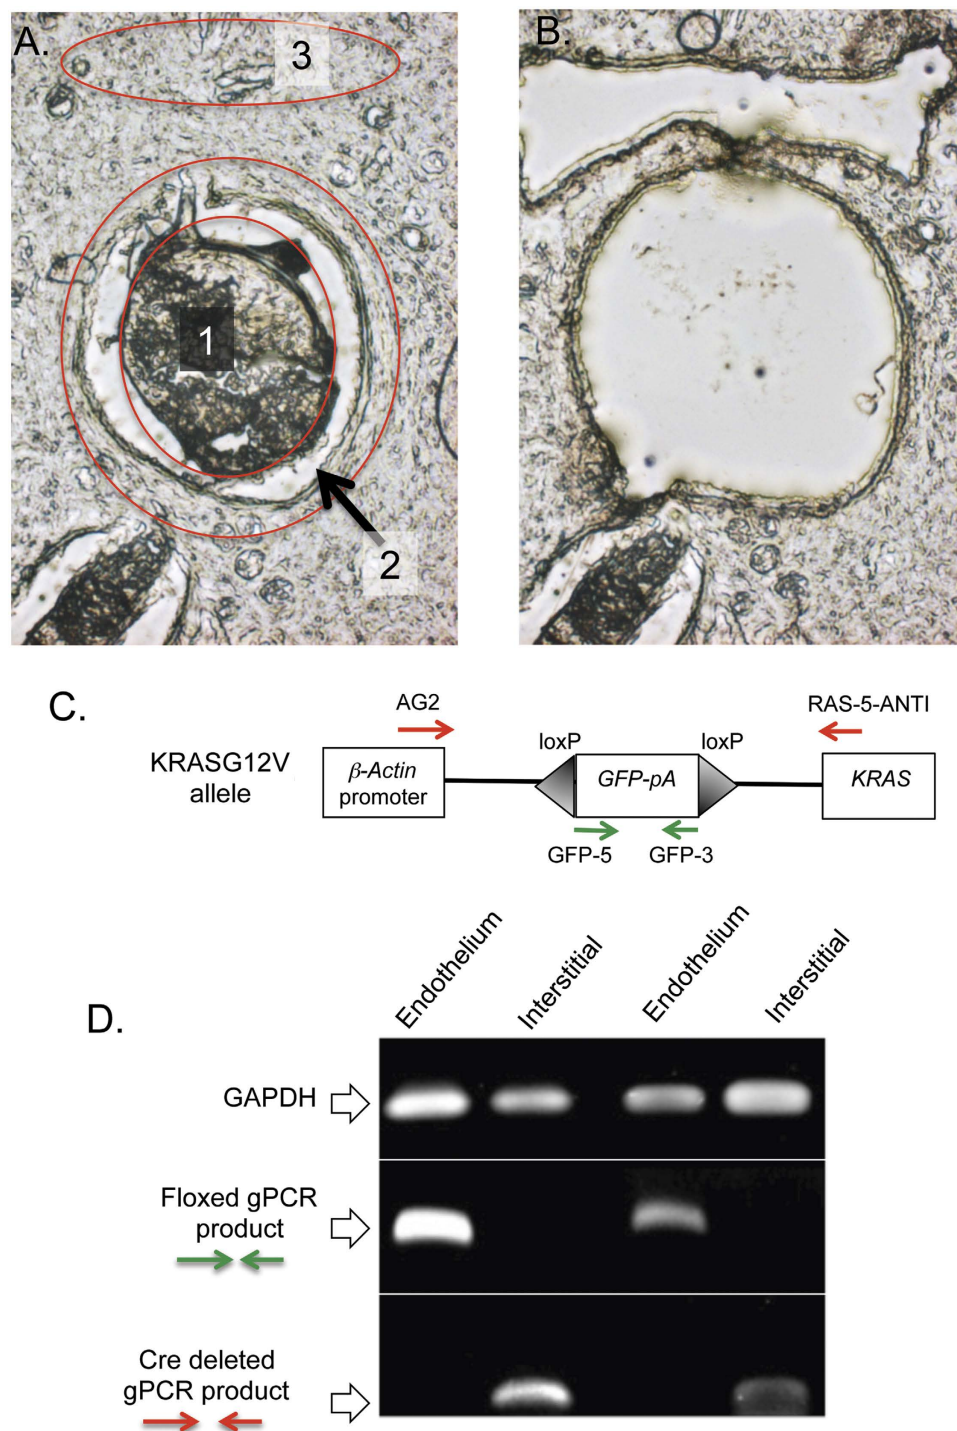 A.
B.
3
1
2
C.
AG2
RAS-5-ANTI
KRASG12V
allele
β-Actin
promoter
loxP
GFP-pA
loxP
KRAS
GFP-5
GFP-3
D.
Endothelium
Interstitial
Endothelium
Interstitial
GAPDH
Floxed gPCR
product
Cre deleted
gPCR product